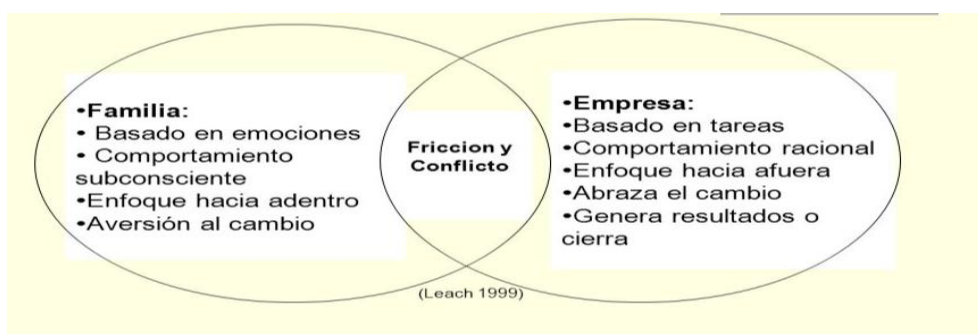 •Familia:
• Basado en emociones
• Comportamiento
subconsciente
•Enfoque hacia adentro
•Aversión al cambio
Friccion y
Conflicto
•Empresa:
•Basado en tareas
•Comportamiento racional
•Enfoque hacia afuera
•Abraza el cambio
•Genera resultados o
cierra
(Leach 1999)